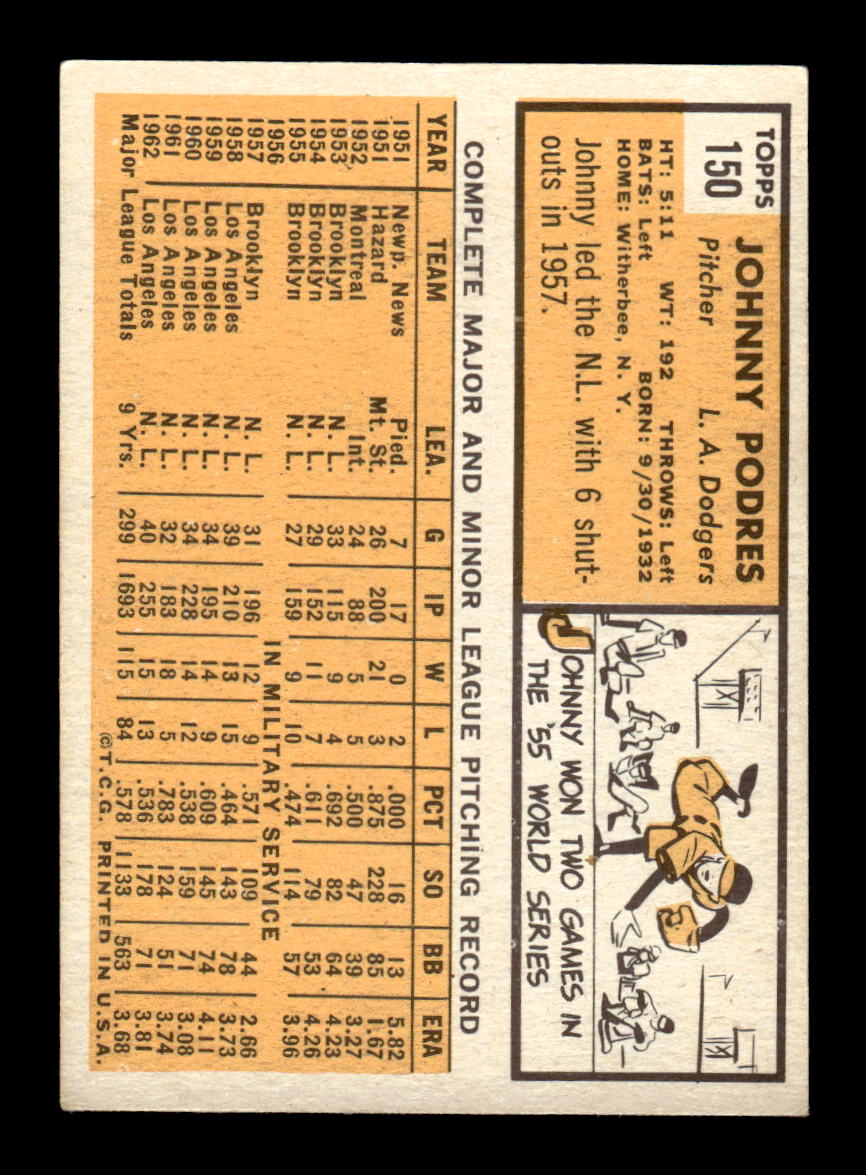 TOPPS
150
JOHNNY PODRES
Pitcher L. A. Dodgers
HT: 5:11 WT: 192 THROWS: Left
BATS: Left BORN: 9/30/1932
HOME: Witherbee, N. Y.
Johnny led the N.L. with 6 shut-
outs in 1957.
JOHNNY WON TWO GAMES IN
THE '55 WORLD SERIES
COMPLETE MAJOR AND MINOR LEAGUE PITCHING RECORD
YEAR TEAM LEA. G IP W L PCT SO BB ERA
1951 Newp. News Pied. 7 17 0 2 .000 16 13 5.82
1951 Hazard Mt. St. 26 200 21 3 .875 228 85 1.67
1952 Montreal Int. 24 88 5 5 .500 47 39 3.27
1953 Brooklyn N. L. 33 115 9 4 .692 82 64 4.23
1954 Brooklyn N. L. 29 152 11 7 .611 79 53 4.26
1955 Brooklyn N. L. 27 159 9 10 .474 114 57 3.96
1956 IN MILITARY SERVICE
1957 Brooklyn N. L. 31 196 12 9 .571 109 44 2.66
1958 Los Angeles N. L. 39 210 13 15 .464 143 78 3.73
1959 Los Angeles N. L. 34 195 14 9 .609 145 74 4.11
1960 Los Angeles N. L. 34 228 14 12 .538 159 71 3.08
1961 Los Angeles N. L. 32 183 18 5 .783 124 51 3.74
1962 Los Angeles N. L. 40 255 15 13 .536 178 71 3.81
Major League Totals 9 Yrs. 299 1693 115 84 .578 1133 563 3.68
© T.C.G. PRINTED IN U.S.A.